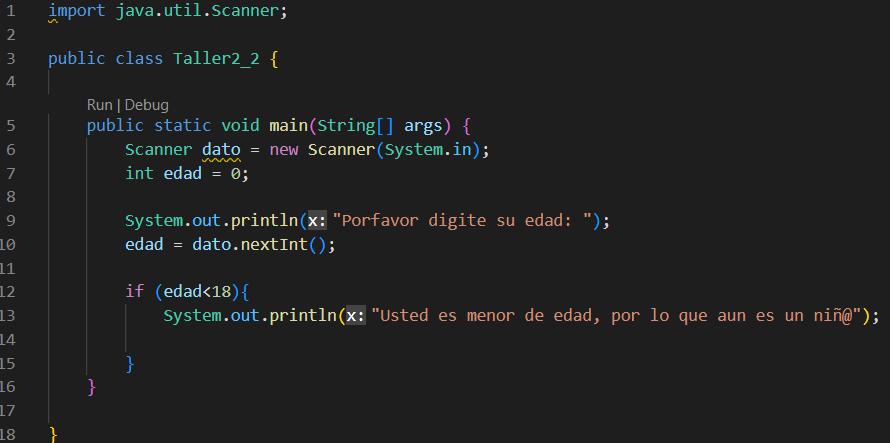 1 import java.util.Scanner;
2
3 public class Taller2_2 {
4
Run | Debug
5 public static void main(String[] args) {
6 Scanner dato = new Scanner(System.in);
7 int edad = 0;
8
9 System.out.println(x: "Porfavor digite su edad: ");
10 edad = dato.nextInt();
11
12 if (edad<18){
13 System.out.println(x: "Usted es menor de edad, por lo que aun es un niñ@");
14
15 }
16 }
17
18 }